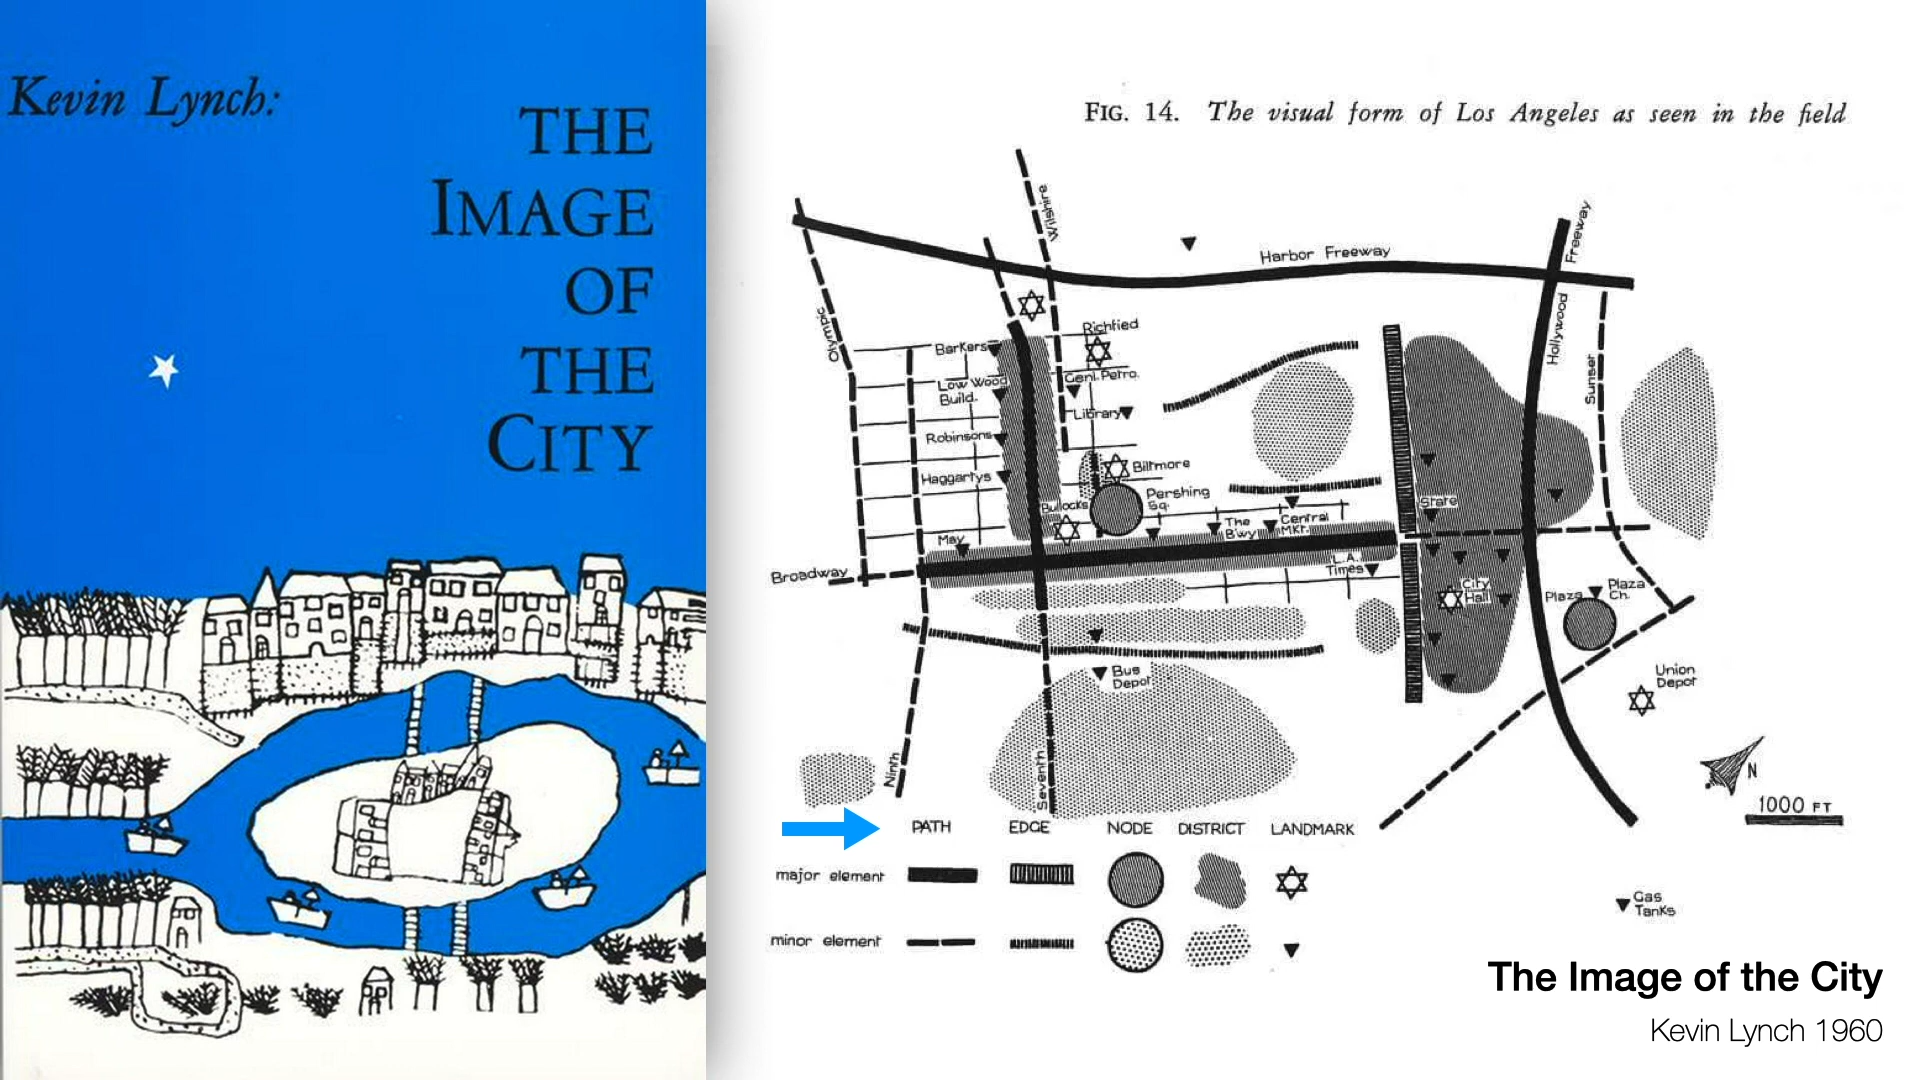 Kevin Lynch:
THE
IMAGE
OF
THE
CITY
FIG. 14. The visual form of Los Angeles as seen in the field
Wilshire
Harbor Freeway
Freeway
Hollywood
Olympic
Sunset
Richfied
Barkers
Genl. Petro.
Low Wood
Build.
Library
Robinsons
Biltmore
Haggartys
Pershing
Sq.
Bullocks
State
The
B'wy
Central
Mkt.
May
L.A.
Times
Broadway
City
Hall
Plaza
Plaza
Ch.
Bus
Depot
Union
Depot
Ninth
Seventh
N
1000 FT
PATH EDGE NODE DISTRICT LANDMARK
major element
minor element
Gas
Tanks
The Image of the City
Kevin Lynch 1960